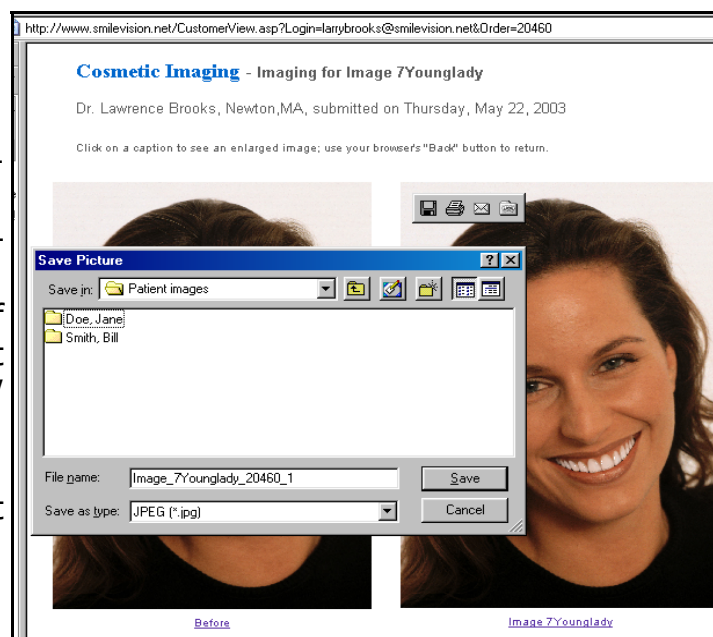 http://www.smilevision.net/CustomerView.asp?Login=larrybrooks@smilevision.net&Order=20460
Cosmetic Imaging - Imaging for Image 7Younglady
Dr. Lawrence Brooks, Newton,MA, submitted on Thursday, May 22, 2003
Click on a caption to see an enlarged image; use your browser's "Back" button to return.
Save Picture
Save in: Patient images
Doe, Jane
Smith, Bill
File name: Image_7Younglady_20460_1
Save
Save as type: JPEG (*.jpg)
Cancel
Before
Image 7Younglady